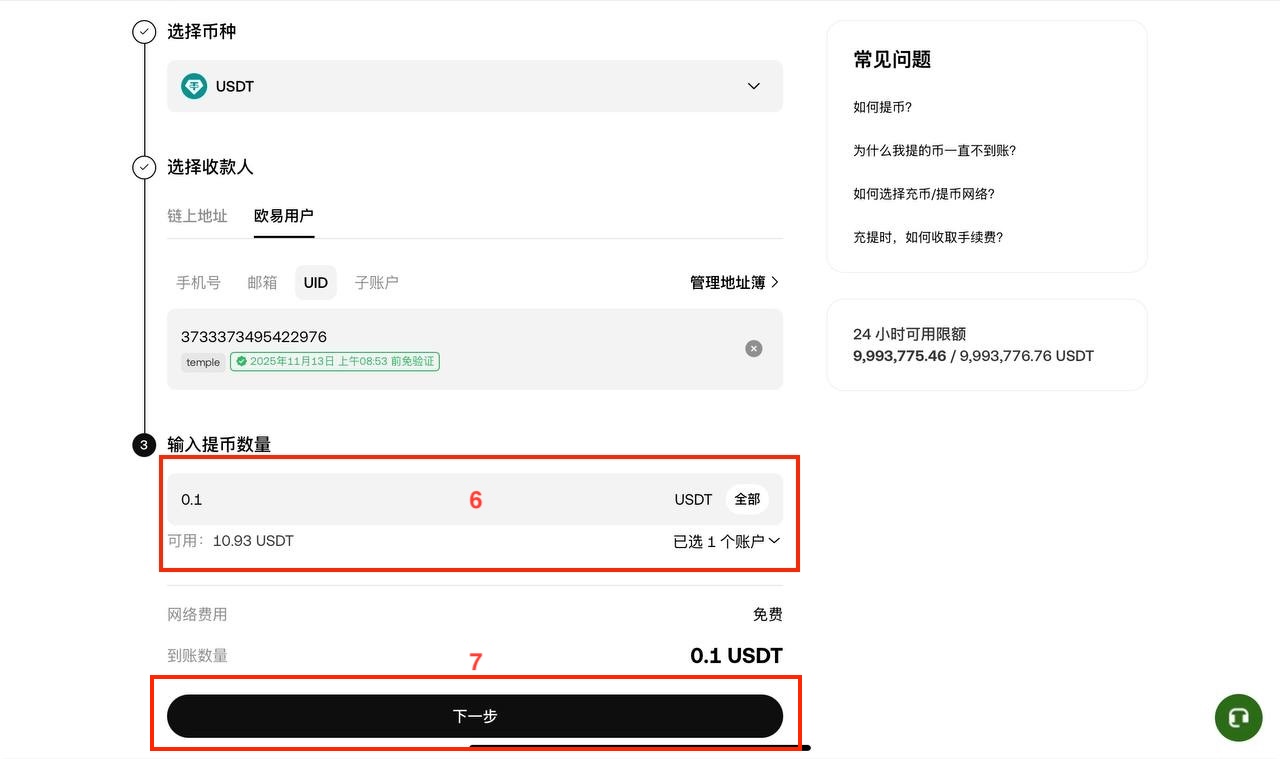 选择币种
USDT
选择收款人
链上地址 欧易用户
手机号 邮箱 UID 子账户 管理地址簿
3733373495422976
temple 2025年11月13日 上午08:53 前免验证
3 输入提币数量
0.1 6 USDT 全部
可用: 10.93 USDT 已选 1 个账户
网络费用 免费
到账数量 0.1 USDT
7
下一步
常见问题
如何提币?
为什么我提的币一直不到账?
如何选择充币/提币网络?
充提时，如何收取手续费?
24 小时可用限额
9,993,775.46 / 9,993,776.76 USDT